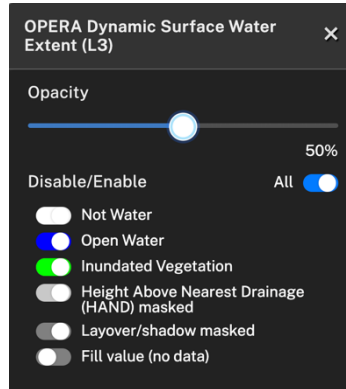 OPERA Dynamic Surface Water
Extent (L3)
Opacity
50%
Disable/Enable All
Not Water
Open Water
Inundated Vegetation
Height Above Nearest Drainage
(HAND) masked
Layover/shadow masked
Fill value (no data)